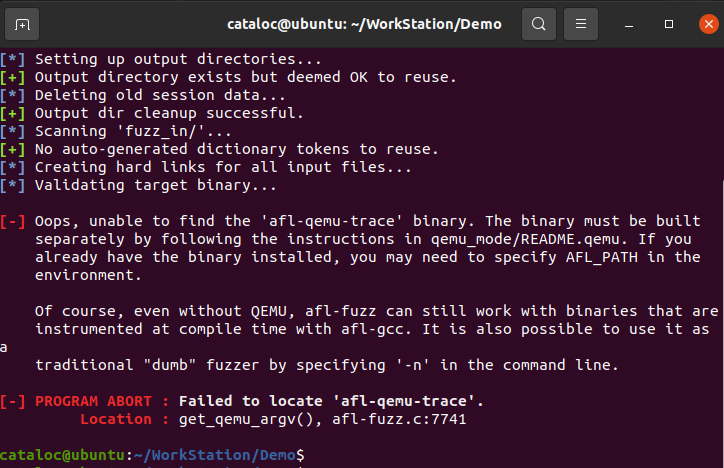 cataloc@ubuntu: ~/WorkStation/Demo
[*] Setting up output directories...
[+] Output directory exists but deemed OK to reuse.
[*] Deleting old session data...
[+] Output dir cleanup successful.
[*] Scanning 'fuzz_in/'...
[+] No auto-generated dictionary tokens to reuse.
[*] Creating hard links for all input files...
[*] Validating target binary...
[-] Oops, unable to find the 'afl-qemu-trace' binary. The binary must be built
separately by following the instructions in qemu_mode/README.qemu. If you
already have the binary installed, you may need to specify AFL_PATH in the
environment.
Of course, even without QEMU, afl-fuzz can still work with binaries that are
instrumented at compile time with afl-gcc. It is also possible to use it as
a
traditional "dumb" fuzzer by specifying '-n' in the command line.
[-] PROGRAM ABORT : Failed to locate 'afl-qemu-trace'.
Location : get_qemu_argv(), afl-fuzz.c:7741
cataloc@ubuntu:~/WorkStation/Demo$